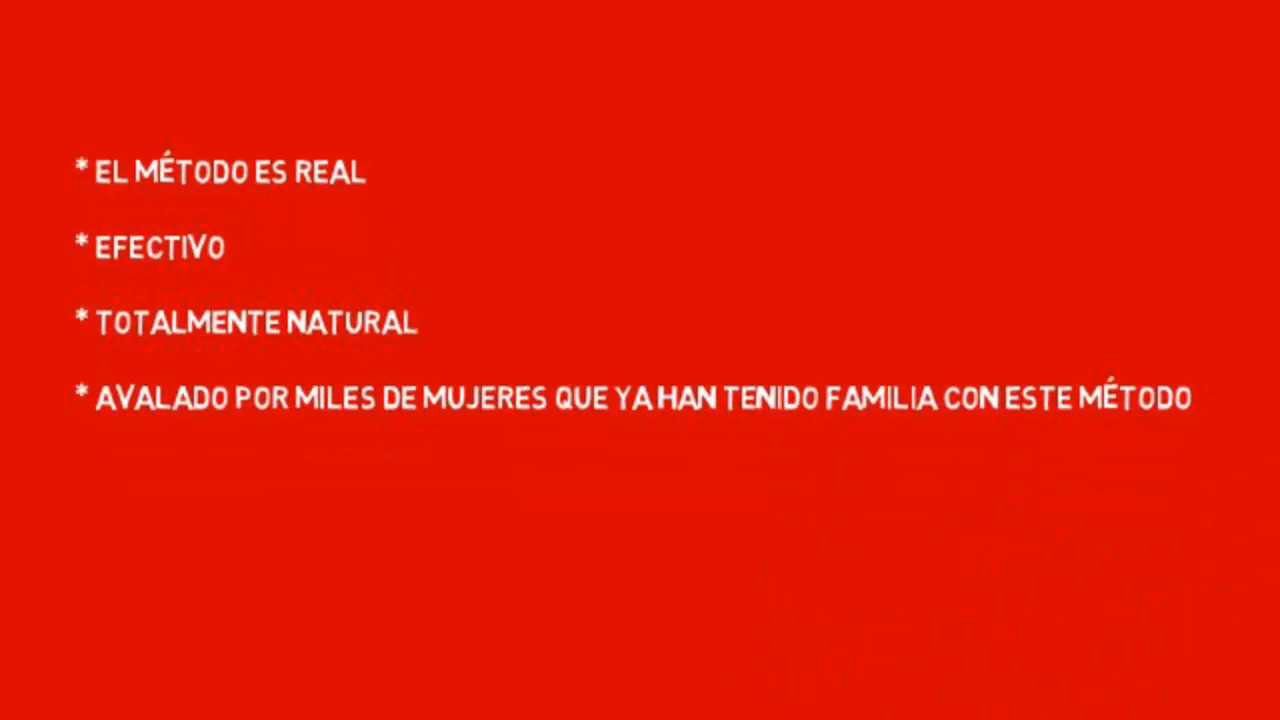 * EL MÉTODO ES REAL
* EFECTIVO
* TOTALMENTE NATURAL
* AVALADO POR MILES DE MUJERES QUE YA HAN TENIDO FAMILIA CON ESTE MÉTODO